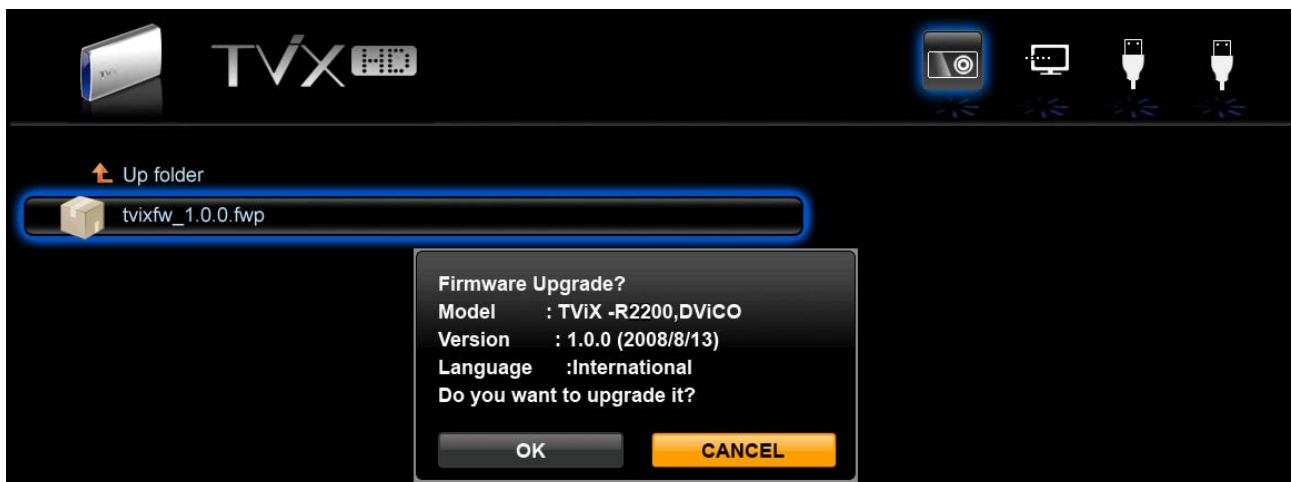 TViX HD
Up folder
tvixfw_1.0.0.fwp
Firmware Upgrade?
Model : TViX -R2200,DViCO
Version : 1.0.0 (2008/8/13)
Language :International
Do you want to upgrade it?
OK CANCEL